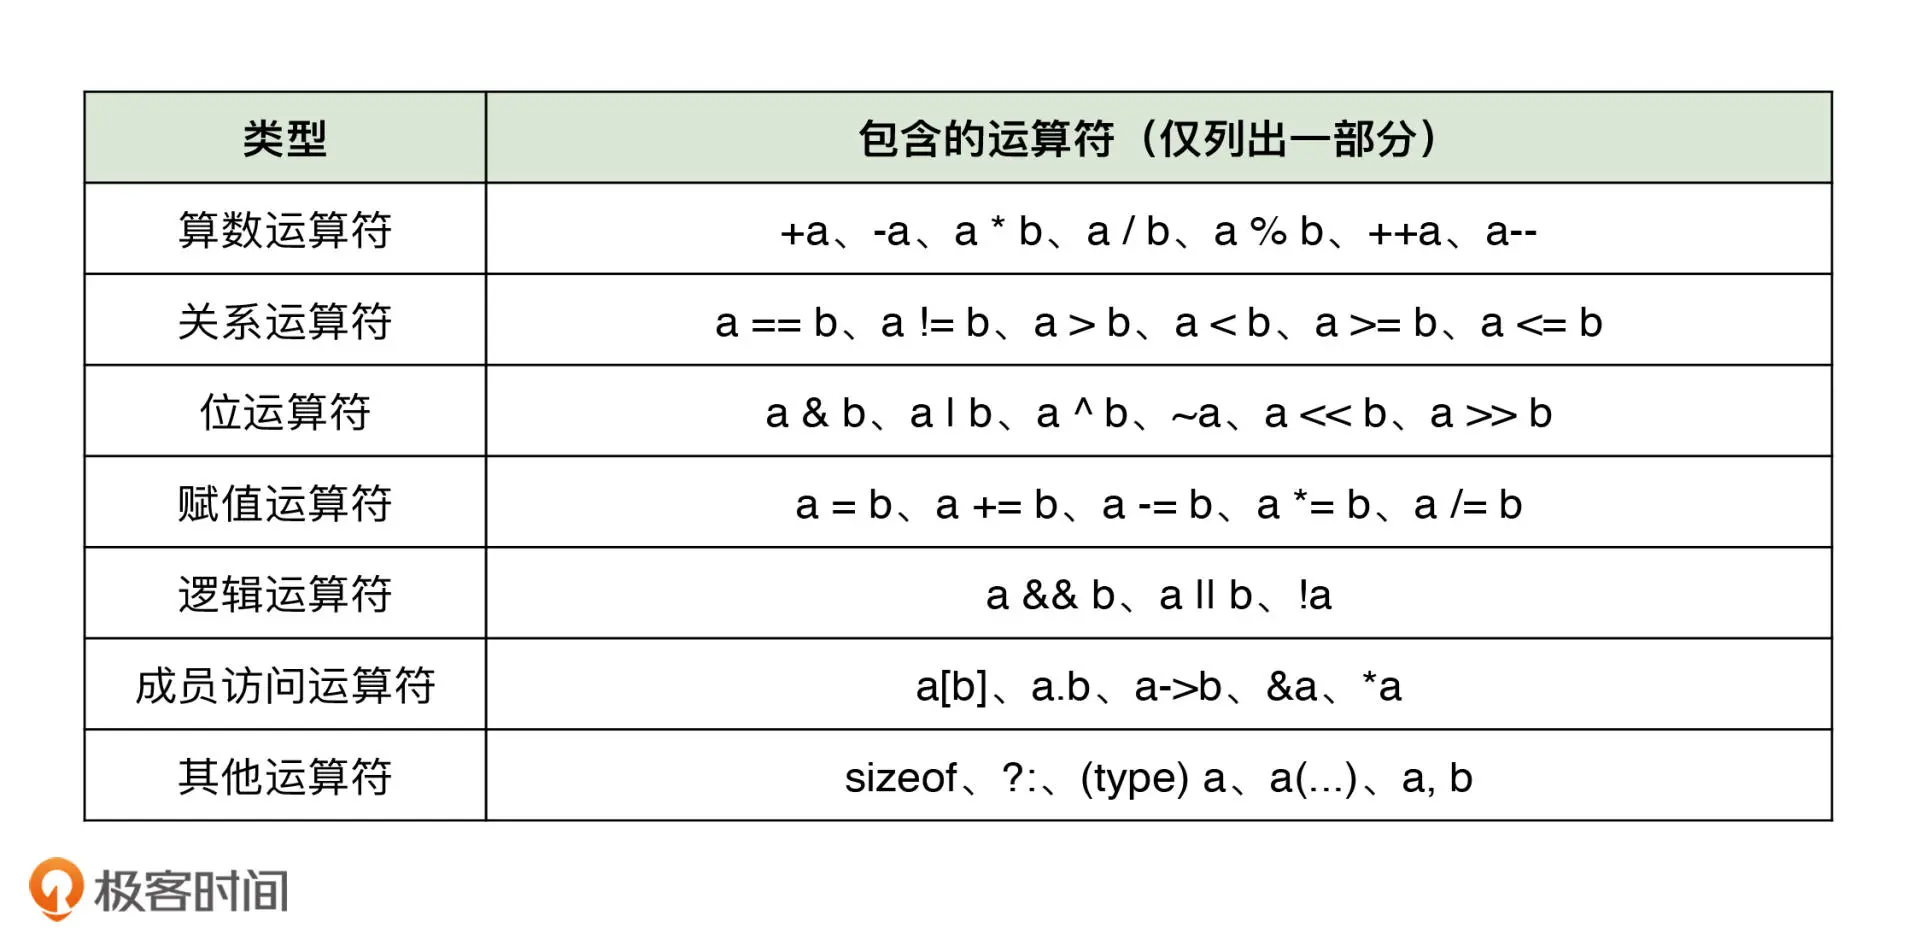 类型 包含的运算符（仅列出一部分）
算数运算符 +a、-a、a * b、a / b、a % b、++a、a--
关系运算符 a == b、a != b、a > b、a < b、a >= b、a <= b
位运算符 a & b、a | b、a ^ b、~a、a << b、a >> b
赋值运算符 a = b、a += b、a -= b、a *= b、a /= b
逻辑运算符 a && b、a || b、!a
成员访问运算符 a[b]、a.b、a->b、&a、*a
其他运算符 sizeof、?:、(type) a、a(...)、a, b
极客时间